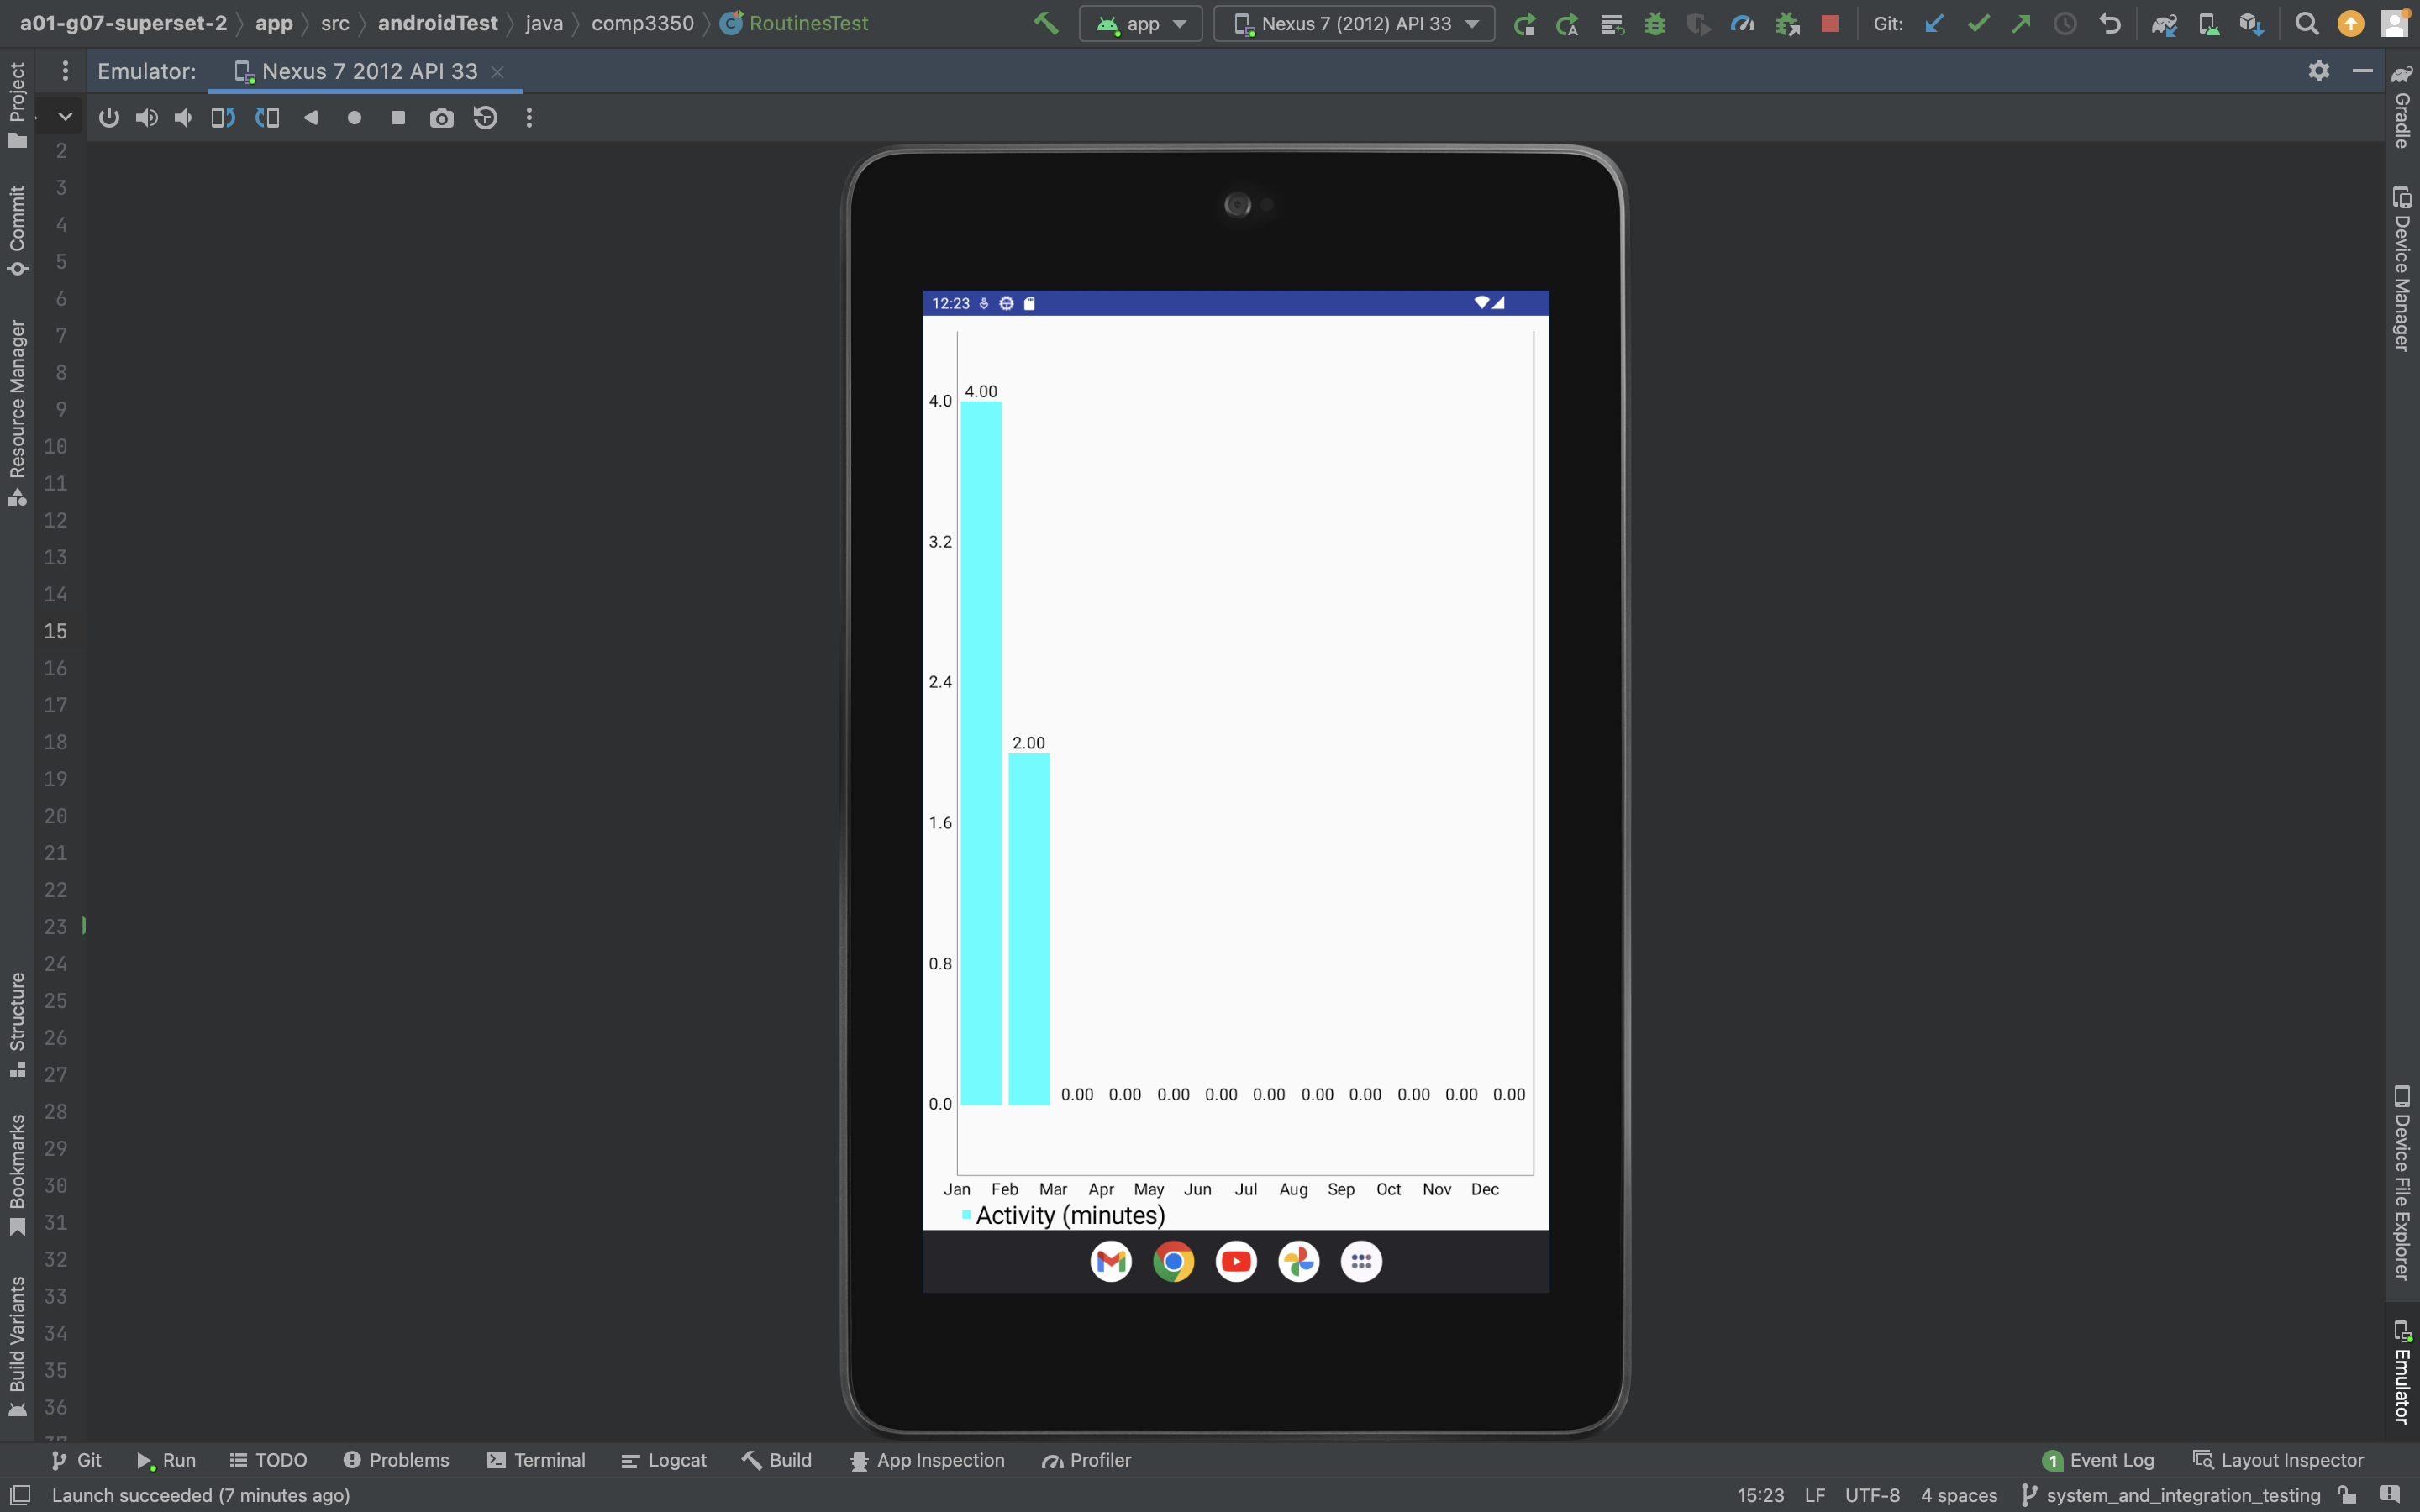 a01-g07-superset-2 app src androidTest java comp3350 RoutinesTest app Nexus 7 (2012) API 33 Git:
Emulator: Nexus 7 2012 API 33
Project
Commit
Resource Manager
Structure
Bookmarks
Build Variants
2
3
4
5
6
7
8
9
10
11
12
13
14
15
16
17
18
19
20
21
22
23
24
25
26
27
28
29
30
31
32
33
34
35
36
12:23
4.00
4.0
3.2
2.4
2.00
1.6
0.8
0.00 0.00 0.00 0.00 0.00 0.00 0.00 0.00 0.00 0.00
0.0
Jan Feb Mar Apr May Jun Jul Aug Sep Oct Nov Dec
Activity (minutes)
Gradle
Device Manager
Device File Explorer
Emulator
Git Run TODO Problems Terminal Logcat Build App Inspection Profiler 1 Event Log Layout Inspector
Launch succeeded (7 minutes ago) 15:23 LF UTF-8 4 spaces system_and_integration_testing